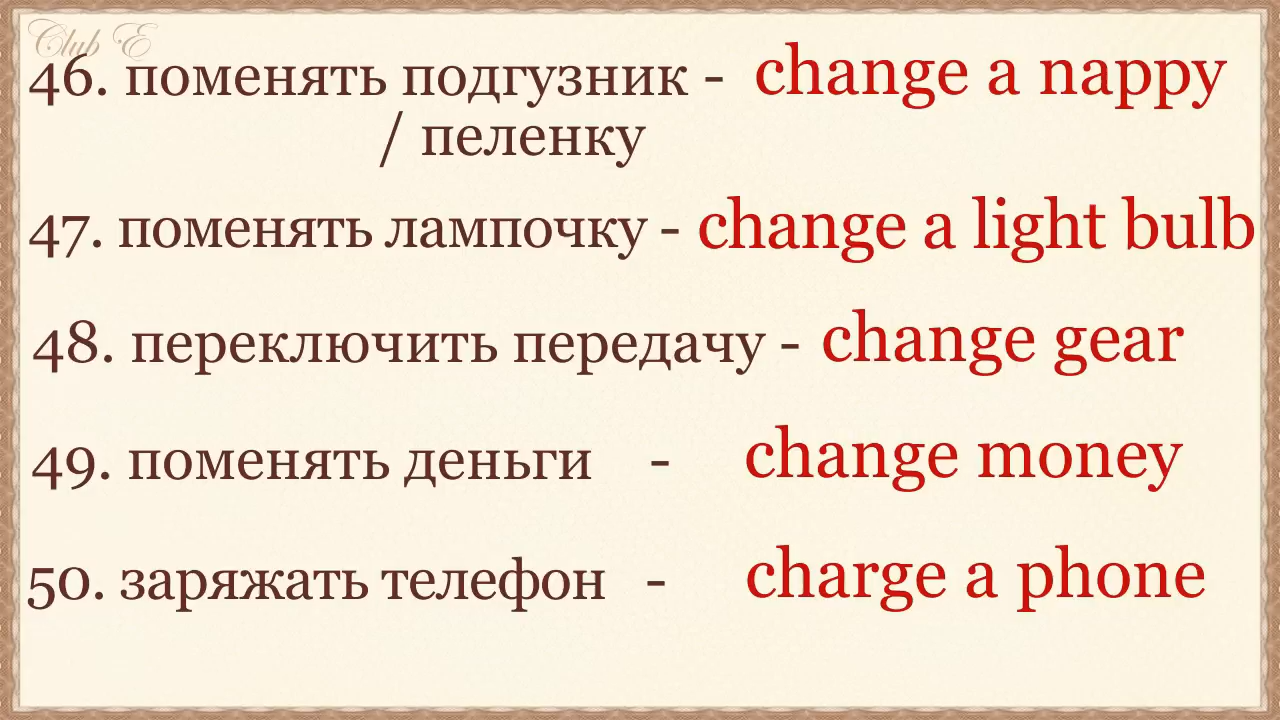 Club E
46. поменять подгузник - change a nappy
/ пеленку
47. поменять лампочку - change a light bulb
48. переключить передачу - change gear
49. поменять деньги - change money
50. заряжать телефон - charge a phone